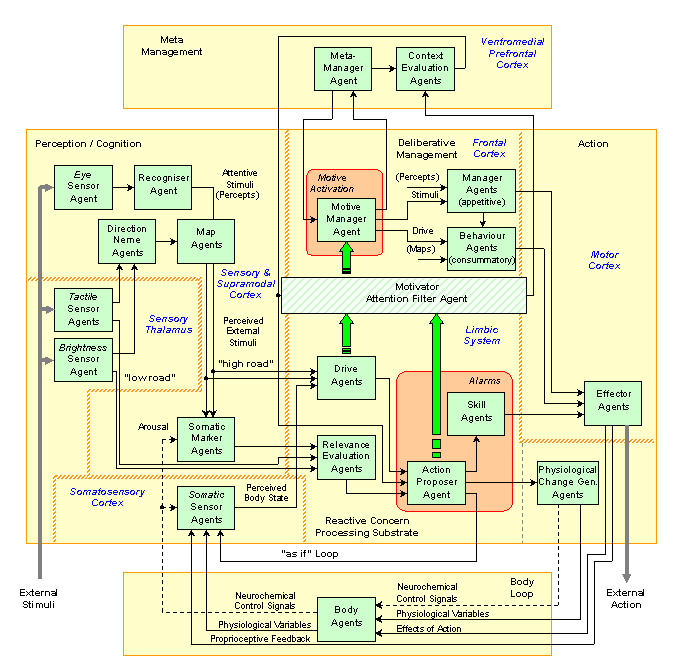 Meta
Management
Meta-
Manager
Agent
Context
Evaluation
Agents
Ventromedial
Prefrontal
Cortex
Perception / Cognition
Deliberative
Management
Frontal
Cortex
Action
Eye
Sensor
Agent
Recogniser
Agent
Attentive
Stimuli
(Percepts)
Motive
Activation
Motive
Manager
Agent
(Percepts)
Stimuli
Manager
Agents
(appetitive)
Drive
(Maps)
Behaviour
Agents
(consummatory)
Direction
Neme
Agents
Map
Agents
Motor
Cortex
Sensory &
Supramodal
Cortex
Motivator
Attention Filter Agent
Tactile
Sensor
Agents
Sensory
Thalamus
Perceived
External
Stimuli
Limbic
System
Brightness
Sensor
Agent
"low road"
"high road"
Drive
Agents
Alarms
Skill
Agents
Effector
Agents
Arousal
Somatic
Marker
Agents
Relevance
Evaluation
Agents
Action
Proposer
Agent
Physiological
Change Gen.
Agents
Somatosensory
Cortex
Somatic
Sensor
Agents
Perceived
Body State
Reactive Concern
Processing Substrate
"as if" Loop
External
Stimuli
External
Action
Body
Loop
Neurochemical
Control Signals
Neurochemical
Control Signals
Body
Agents
Physiological Variables
Physiological Variables
Effects of Action
Proprioceptive Feedback